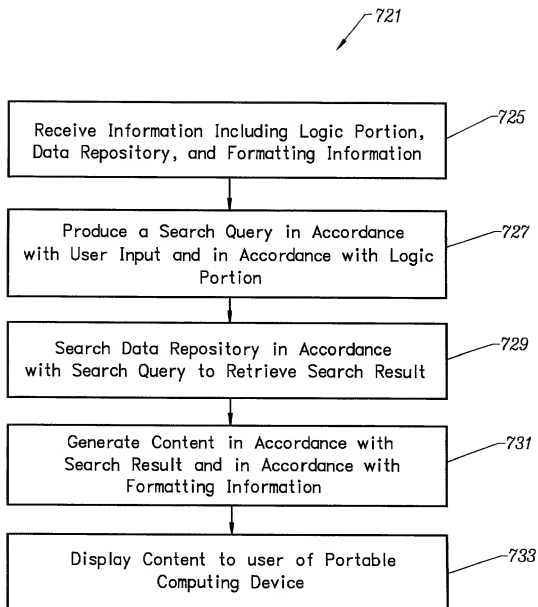 721
Receive Information Including Logic Portion,
Data Repository, and Formatting Information
725
Produce a Search Query in Accordance
with User Input and in Accordance with Logic
Portion
727
Search Data Repository in Accordance
with Search Query to Retrieve Search Result
729
Generate Content in Accordance with
Search Result and in Accordance with
Formatting Information
731
Display Content to user of Portable
Computing Device
733